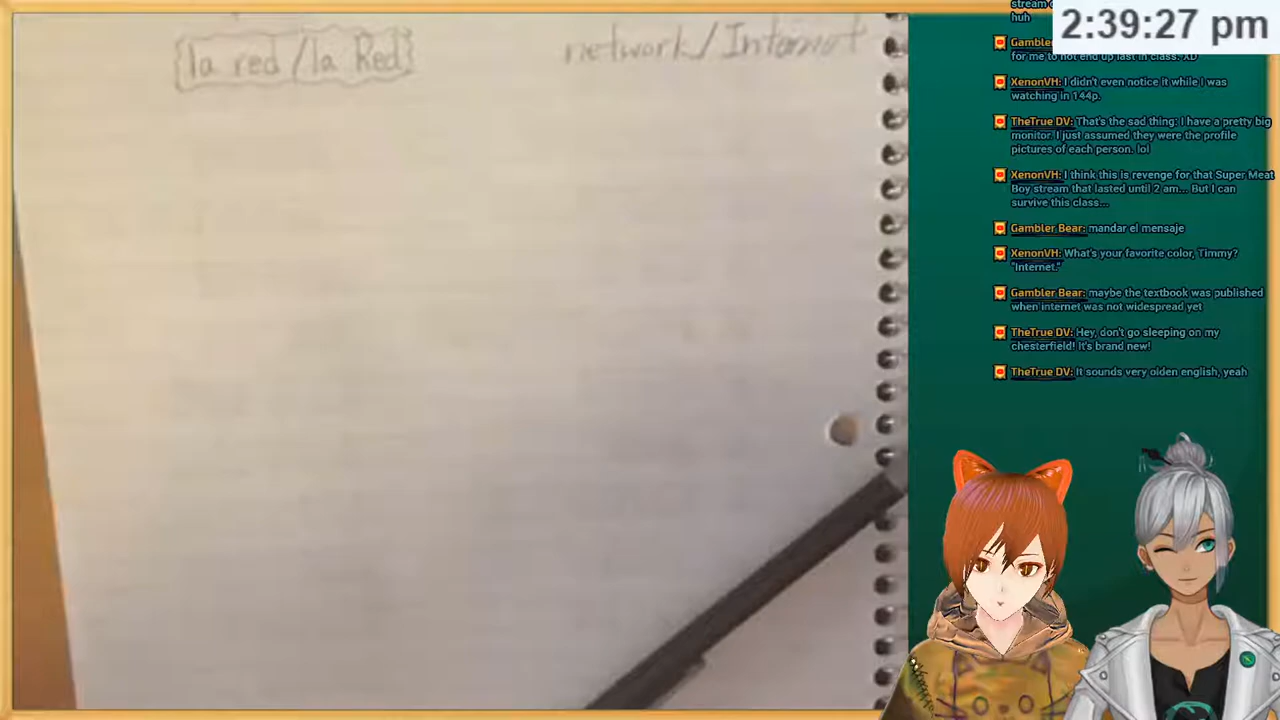 la red
network/Internet
2:39:27 pm
huh
for me to not end up last in class. XD
XenonVH: I didn't even notice it while I was
watching in 144p.
TheTrue DV: That's the sad thing: I have a pretty big
monitor. I just assumed they were the profile
pictures of each person. lol
XenonVH: I think this is revenge for that Super Meat
Boy stream that lasted until 2 am... But I can
survive this class...
Gambler Bear: mandar el mensaje
XenonVH: What's your favorite color, Timmy?
"Internet."
Gambler Bear: maybe the textbook was published
when internet was not widespread yet
TheTrue DV: Hey, don't go sleeping on my
chesterfield! It's brand new!
TheTrue DV: It sounds very olden english, yeah